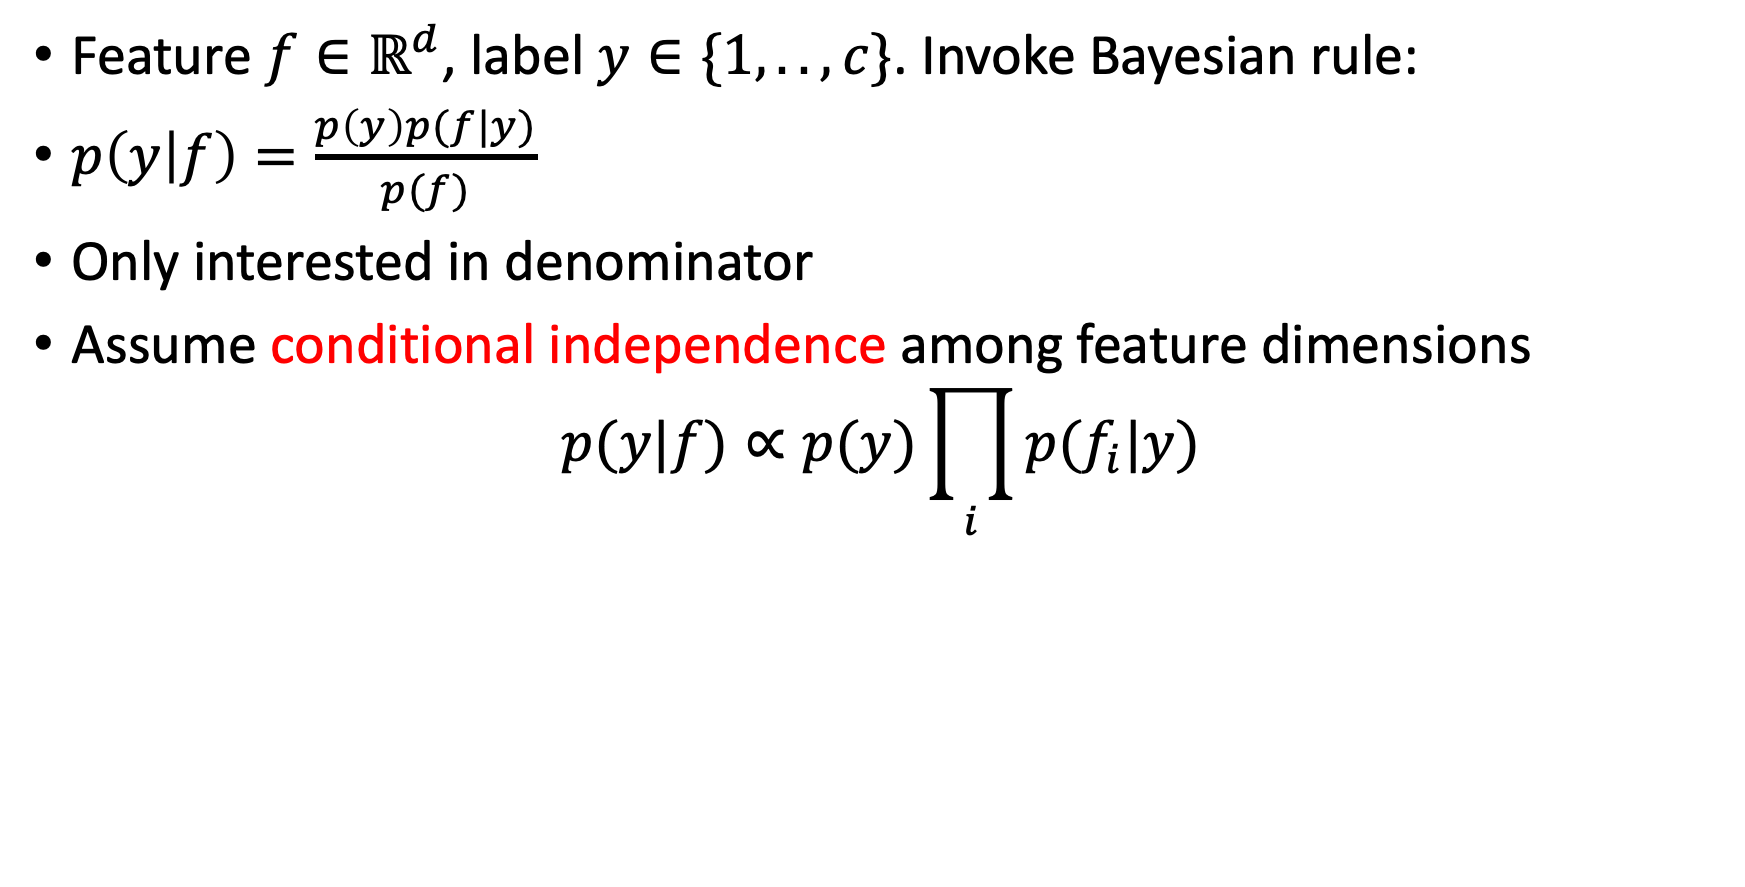 • Feature f ∈ ℝ^d, label y ∈ {1,..,c}. Invoke Bayesian rule:
• p(y|f) = p(y)p(f|y) / p(f)
• Only interested in denominator
• Assume conditional independence among feature dimensions
p(y|f) ∝ p(y) ∏_i p(f_i|y)